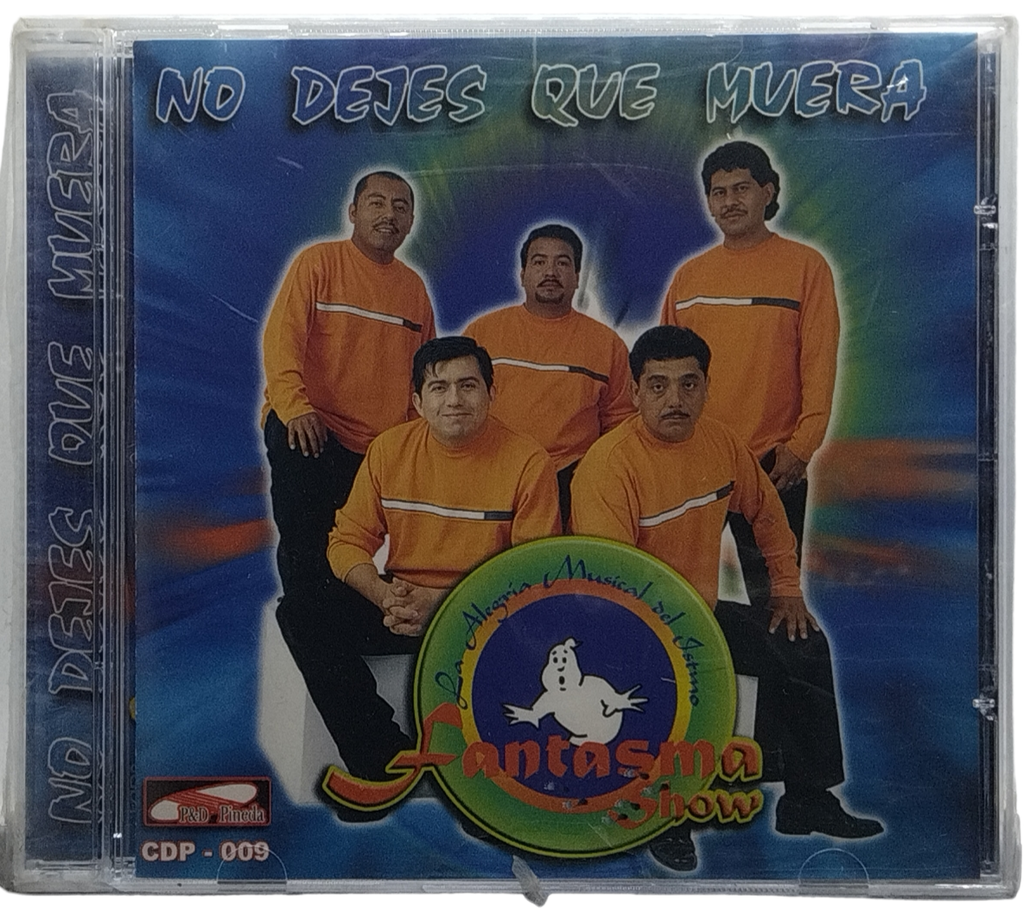 NO DEJES QUE MUERA
NO DEJES QUE MUERA
La Alegría Musical del Istmo
Fantasma
Show
P&D Pineda
CDP - 009